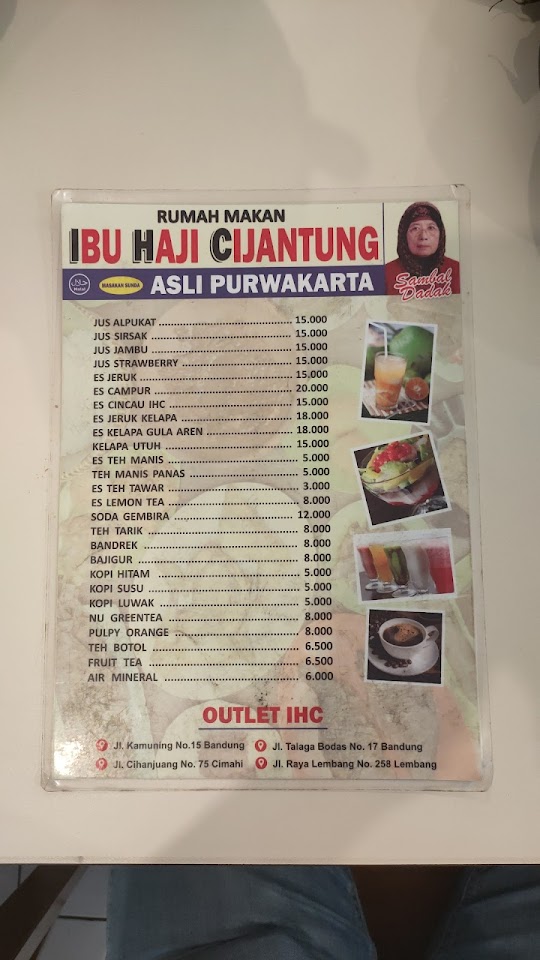 RUMAH MAKAN
IBU HAJI CIJANTUNG
Halal
MASAKAN SUNDA
ASLI PURWAKARTA
Sambal
Dadak
JUS ALPUKAT ........ 15.000
JUS SIRSAK ........ 15.000
JUS JAMBU ........ 15.000
JUS STRAWBERRY ........ 15.000
ES JERUK ........ 15,000
ES CAMPUR ........ 20.000
ES CINCAU IHC ........ 15.000
ES JERUK KELAPA ........ 18.000
ES KELAPA GULA AREN ........ 18.000
KELAPA UTUH ........ 15.000
ES TEH MANIS ........ 5.000
TEH MANIS PANAS ........ 5.000
ES TEH TAWAR ........ 3.000
ES LEMON TEA ........ 8.000
SODA GEMBIRA ........ 12.000
TEH TARIK ........ 8.000
BANDREK ........ 8.000
BAJIGUR ........ 8.000
KOPI HITAM ........ 5.000
KOPI SUSU ........ 5.000
KOPI LUWAK ........ 5.000
NU GREENTEA ........ 8.000
PULPY ORANGE ........ 8.000
TEH BOTOL ........ 6.500
FRUIT TEA ........ 6.500
AIR MINERAL ........ 6.000
OUTLET IHC
Jl. Kamuning No.15 Bandung
Jl. Talaga Bodas No. 17 Bandung
Jl. Cihanjuang No. 75 Cimahi
Jl. Raya Lembang No. 258 Lembang